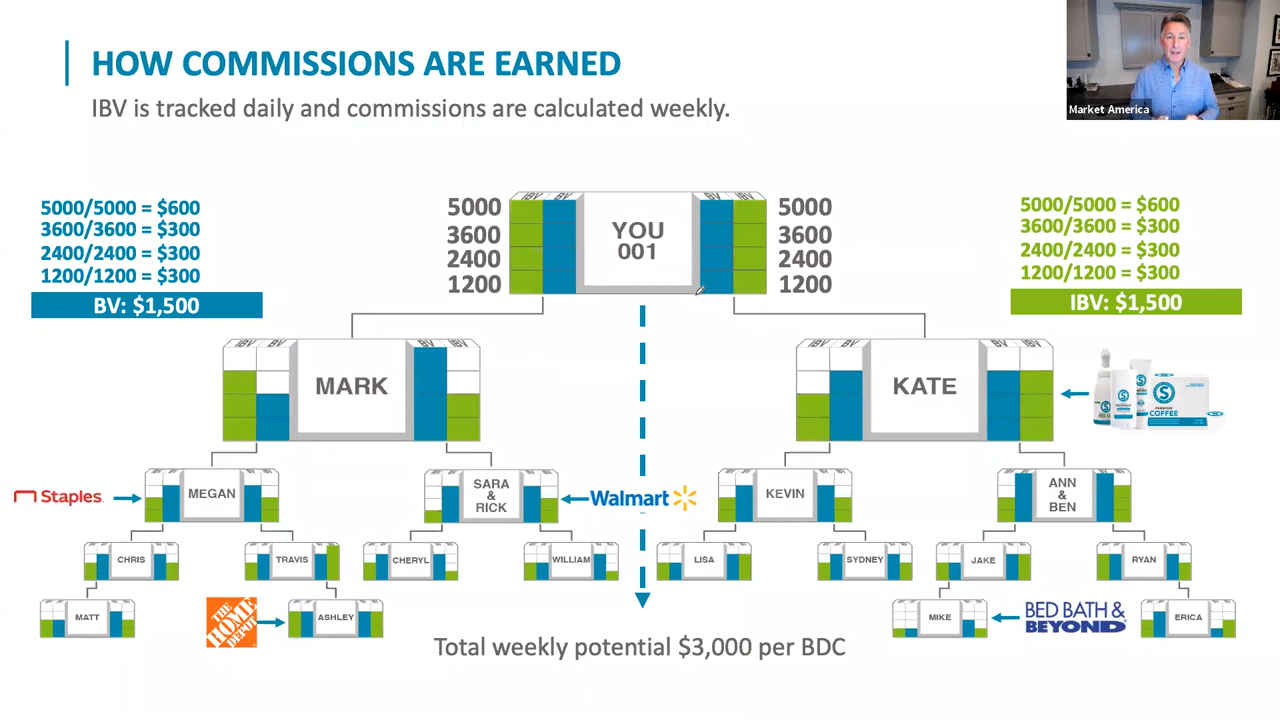 HOW COMMISSIONS ARE EARNED
IBV is tracked daily and commissions are calculated weekly.
Market America
5000/5000 = $600
3600/3600 = $300
2400/2400 = $300
1200/1200 = $300
BV: $1,500
5000
3600
2400
1200
IBV BV
YOU
001
BV IBV
5000
3600
2400
1200
5000/5000 = $600
3600/3600 = $300
2400/2400 = $300
1200/1200 = $300
IBV: $1,500
IBV BV
MARK
BV IBV
IBV BV
KATE
BV IBV
PREMIUM
COFFEE
Staples
MEGAN
SARA
&
RICK
Walmart
KEVIN
ANN
&
BEN
CHRIS
TRAVIS
CHERYL
WILLIAM
LISA
SYDNEY
JAKE
RYAN
MATT
THE
HOME
DEPOT
ASHLEY
MIKE
BED BATH &
BEYOND
ERICA
Total weekly potential $3,000 per BDC